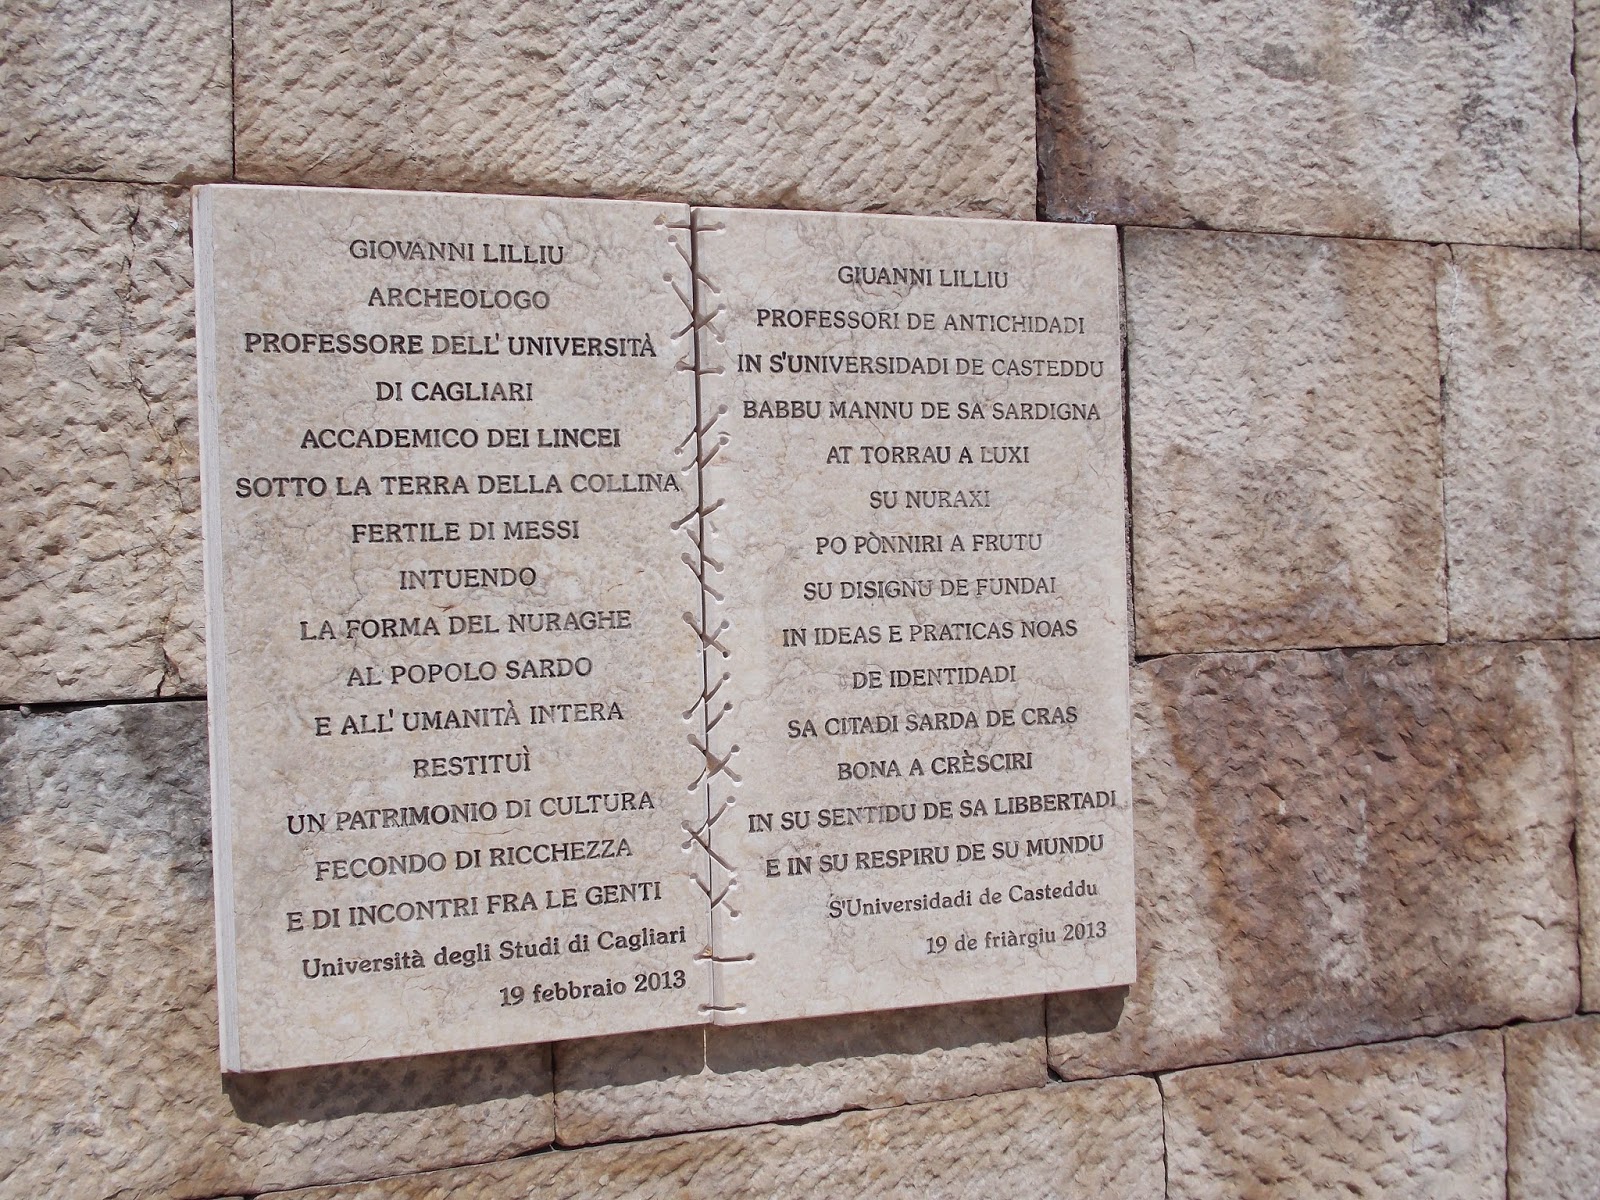 GIOVANNI LILLIU
ARCHEOLOGO
PROFESSORE DELL' UNIVERSITÀ
DI CAGLIARI
ACCADEMICO DEI LINCEI
SOTTO LA TERRA DELLA COLLINA
FERTILE DI MESSI
INTUENDO
LA FORMA DEL NURAGHE
AL POPOLO SARDO
E ALL' UMANITÀ INTERA
RESTITUÌ
UN PATRIMONIO DI CULTURA
FECONDO DI RICCHEZZA
E DI INCONTRI FRA LE GENTI
Università degli Studi di Cagliari
19 febbraio 2013
GIUANNI LILLIU
PROFESSORI DE ANTICHIDADI
IN S'UNIVERSIDADI DE CASTEDDU
BABBU MANNU DE SA SARDIGNA
AT TORRAU A LUXI
SU NURAXI
PO PÒNNIRI A FRUTU
SU DISIGNU DE FUNDAI
IN IDEAS E PRATICAS NOAS
DE IDENTIDADI
SA CITADI SARDA DE CRAS
BONA A CRÈSCIRI
IN SU SENTIDU DE SA LIBBERTADI
E IN SU RESPIRU DE SU MUNDU
S'Universidadi de Casteddu
19 de friàrgiu 2013